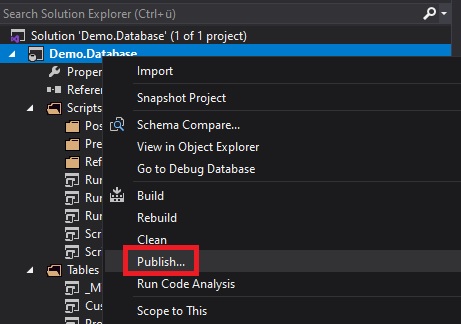 Search Solution Explorer (Ctrl+ü)
Solution 'Demo.Database' (1 of 1 project)
Demo.Database
Proper
Import
Referen
Snapshot Project
Scripts
Schema Compare...
Pos
View in Object Explorer
Pre
Go to Debug Database
Ref
Run
Build
Run
Rebuild
Run
Clean
Scr
Publish...
Scr
Tables
Run Code Analysis
_M
Cus
Scope to This